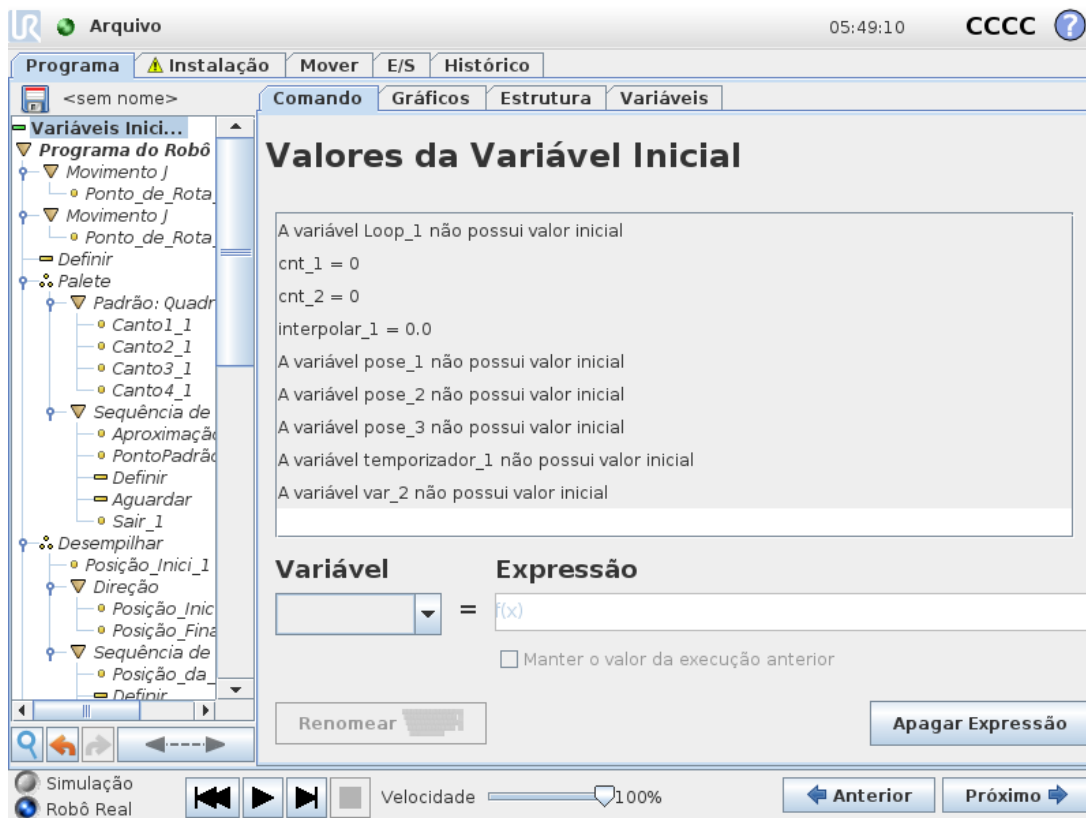 UR Arquivo 05:49:10 CCCC ?
Programa Instalação Mover E/S Histórico
<sem nome> Comando Gráficos Estrutura Variáveis
Variáveis Inici...
Programa do Robô
Movimento J
Ponto_de_Rota_
Movimento J
Ponto_de_Rota_
Definir
Palete
Padrão: Quadr
Canto1_1
Canto2_1
Canto3_1
Canto4_1
Sequência de
Aproximação
PontoPadrão
Definir
Aguardar
Sair_1
Desempilhar
Posição_Inici_1
Direção
Posição_Inic
Posição_Fina
Sequência de
Posição_da_
Definir
Valores da Variável Inicial
A variável Loop_1 não possui valor inicial
cnt_1 = 0
cnt_2 = 0
interpolar_1 = 0.0
A variável pose_1 não possui valor inicial
A variável pose_2 não possui valor inicial
A variável pose_3 não possui valor inicial
A variável temporizador_1 não possui valor inicial
A variável var_2 não possui valor inicial
Variável Expressão
= f(x)
Manter o valor da execução anterior
Renomear Apagar Expressão
Simulação
Robô Real
Velocidade 100% Anterior Próximo